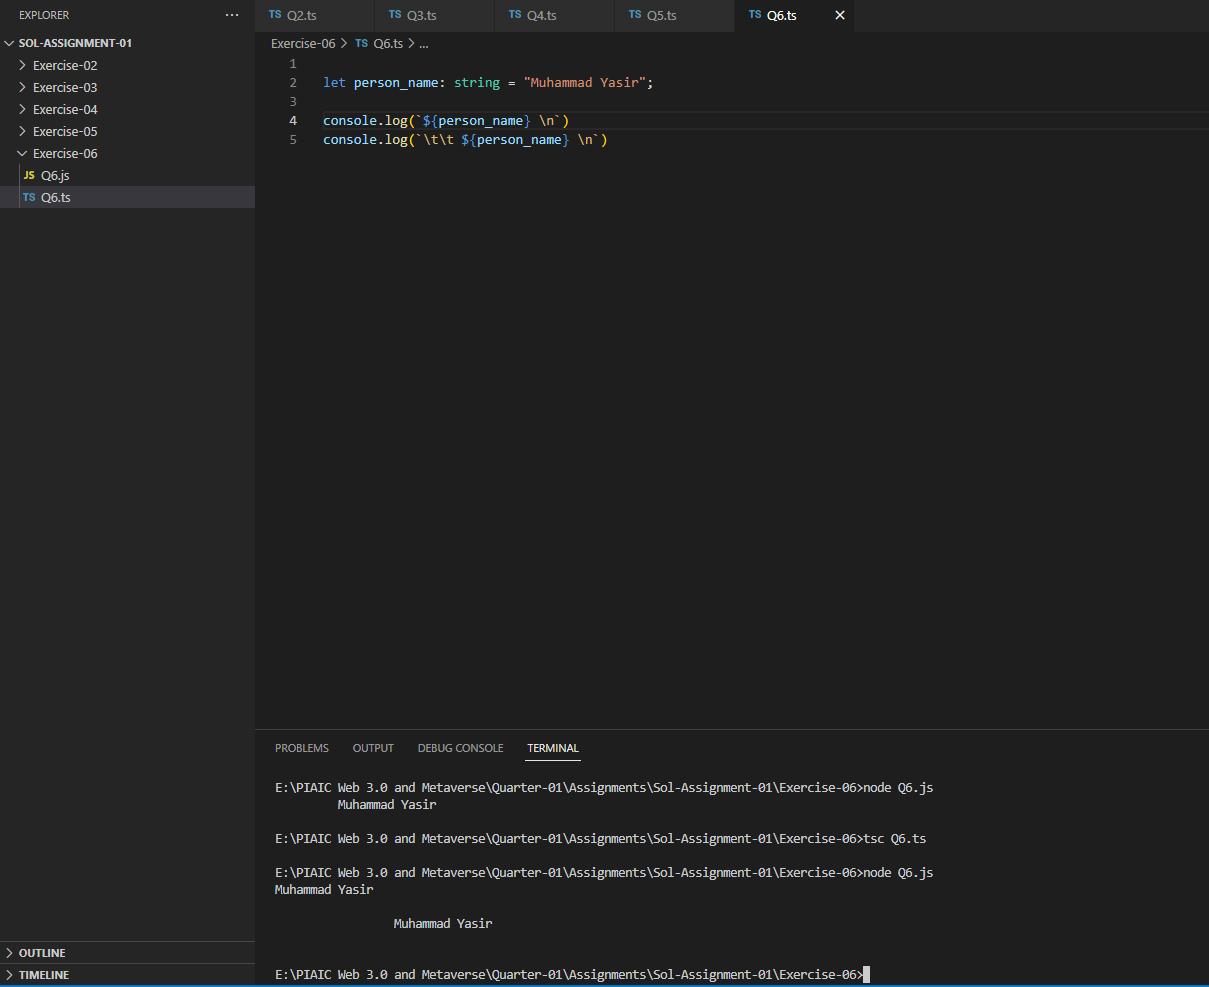 EXPLORER ...
SOL-ASSIGNMENT-01
Exercise-02
Exercise-03
Exercise-04
Exercise-05
Exercise-06
JS Q6.js
TS Q6.ts
TS Q2.ts TS Q3.ts TS Q4.ts TS Q5.ts TS Q6.ts
Exercise-06 > TS Q6.ts > ...
1
2 let person_name: string = "Muhammad Yasir";
3
4 console.log(`${person_name} \n`)
5 console.log(`\t\t ${person_name} \n`)
PROBLEMS OUTPUT DEBUG CONSOLE TERMINAL
E:\PIAIC Web 3.0 and Metaverse\Quarter-01\Assignments\Sol-Assignment-01\Exercise-06>node Q6.js
Muhammad Yasir
E:\PIAIC Web 3.0 and Metaverse\Quarter-01\Assignments\Sol-Assignment-01\Exercise-06>tsc Q6.ts
E:\PIAIC Web 3.0 and Metaverse\Quarter-01\Assignments\Sol-Assignment-01\Exercise-06>node Q6.js
Muhammad Yasir
Muhammad Yasir
E:\PIAIC Web 3.0 and Metaverse\Quarter-01\Assignments\Sol-Assignment-01\Exercise-06>
OUTLINE
TIMELINE